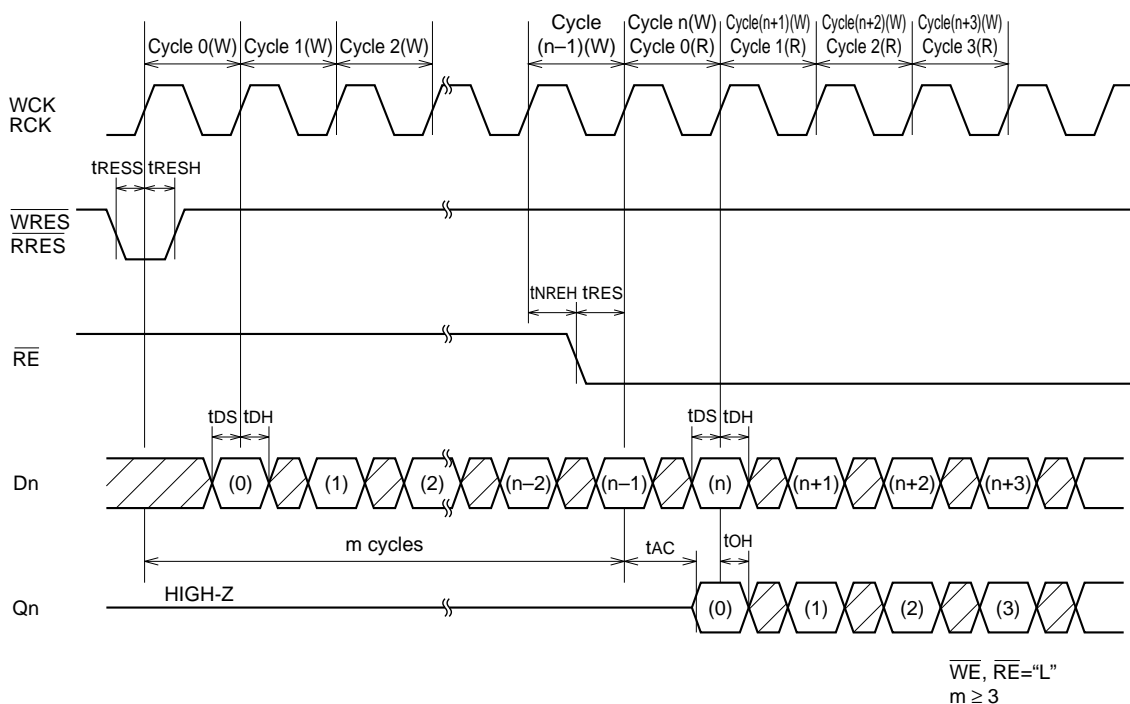 Cycle 0(W) Cycle 1(W) Cycle 2(W) Cycle (n–1)(W) Cycle n(W) Cycle 0(R) Cycle(n+1)(W) Cycle 1(R) Cycle(n+2)(W) Cycle 2(R) Cycle(n+3)(W) Cycle 3(R)
WCK
RCK
tRESS tRESH
WRES
RRES
tNREH tRES
RE
tDS tDH tDS tDH
Dn (0) (1) (2) (n–2) (n–1) (n) (n+1) (n+2) (n+3)
m cycles tAC tOH
HIGH-Z
Qn (0) (1) (2) (3)
WE, RE="L"
m ≥ 3